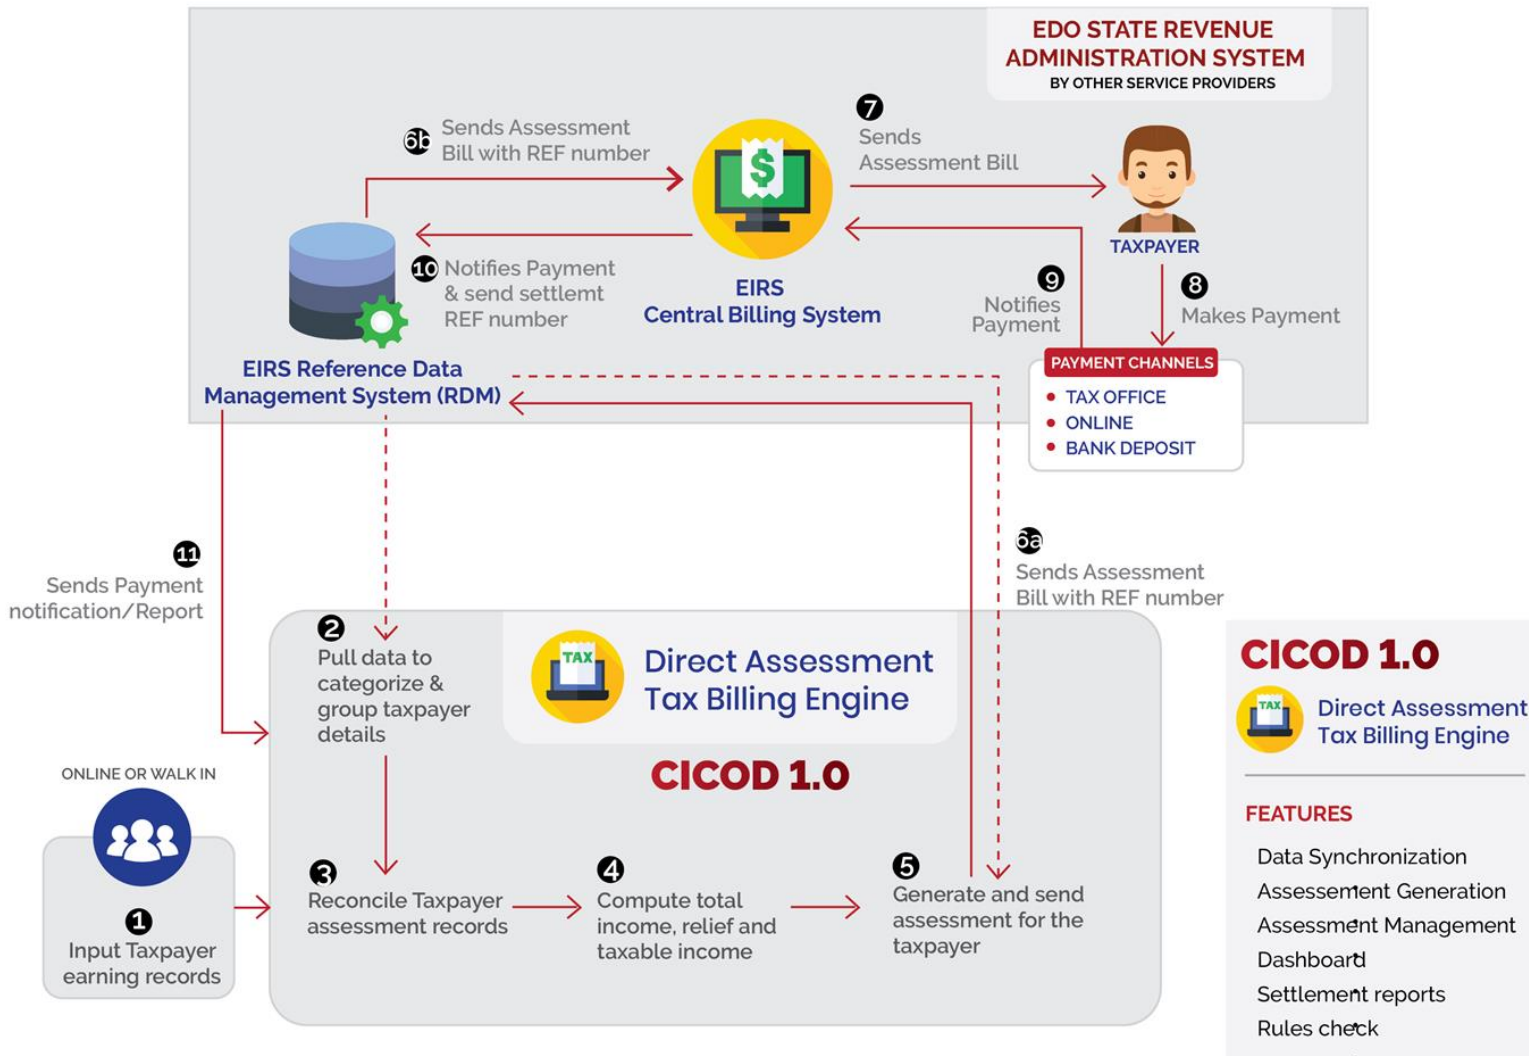 EDO STATE REVENUE
ADMINISTRATION SYSTEM
BY OTHER SERVICE PROVIDERS
6b
Sends Assessment
Bill with REF number
7
Sends
Assessment Bill
$
TAXPAYER
10
Notifies Payment
& send settlemt
REF number
EIRS
Central Billing System
9
Notifies
Payment
8
Makes Payment
EIRS Reference Data
Management System (RDM)
PAYMENT CHANNELS
• TAX OFFICE
• ONLINE
• BANK DEPOSIT
11
Sends Payment
notification/Report
6a
Sends Assessment
Bill with REF number
2
Pull data to
categorize &
group taxpayer
details
TAX
Direct Assessment
Tax Billing Engine
CICOD 1.0
ONLINE OR WALK IN
1
Input Taxpayer
earning records
3
Reconcile Taxpayer
assessment records
4
Compute total
income, relief and
taxable income
5
Generate and send
assessment for the
taxpayer
CICOD 1.0
TAX
Direct Assessment
Tax Billing Engine
FEATURES
Data Synchronization
Assessement Generation
Assessment Management
Dashboard
Settlement reports
Rules check